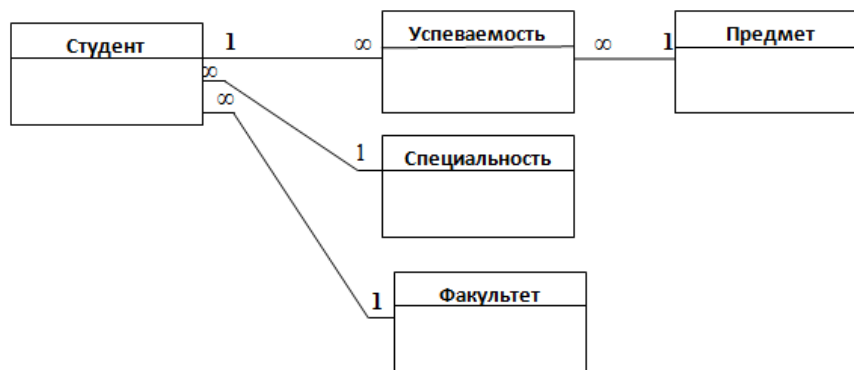 Студент
1
∞
Успеваемость
∞
1
Предмет
∞
∞
1
Специальность
1
Факультет